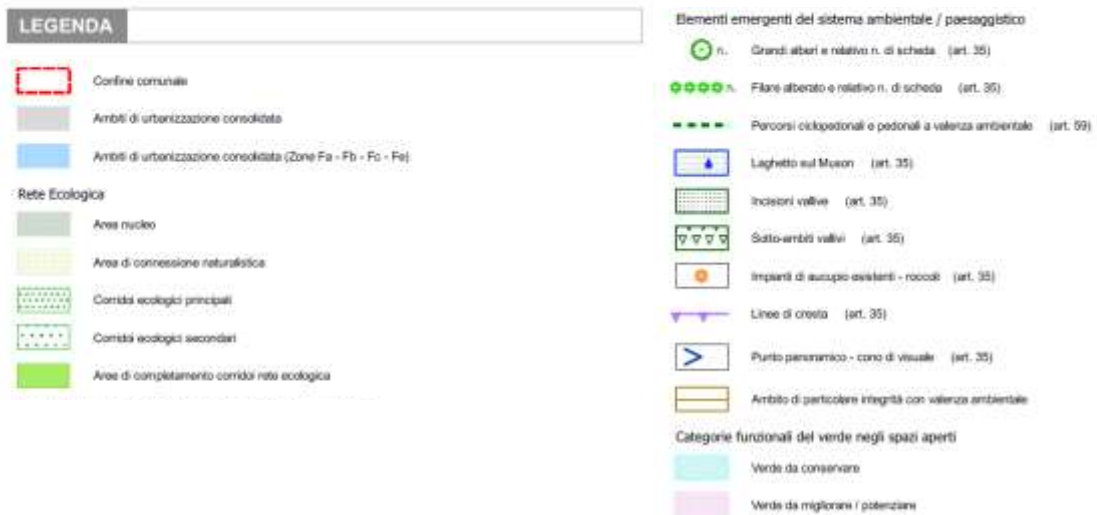 LEGENDA
Confine comunale
Ambiti di urbanizzazione consolidata
Ambiti di urbanizzazione consolidata (Zone Fa - Fb - Fc - Fe)
Rete Ecologica
Area nucleo
Area di connessione naturalistica
Corridoi ecologici principali
Corridoi ecologici secondari
Aree di completamento corridoi rete ecologica
Elementi emergenti del sistema ambientale / paesaggistico
n. Grandi alberi e relativo n. di scheda (art. 35)
n. Filare alberato e relativo n. di scheda (art. 35)
Percorsi ciclopedonali e pedonali a valenza ambientale (art. 59)
Laghetto sul Muson (art. 35)
Incisioni vallive (art. 35)
Sotto-ambiti vallivi (art. 35)
Impianti di aucupio esistenti - roccoli (art. 35)
Linee di cresta (art. 35)
Punto panoramico - cono di visuale (art. 35)
Ambito di particolare integrità con valenza ambientale
Categorie funzionali del verde negli spazi aperti
Verde da conservare
Verde da migliorare / potenziare